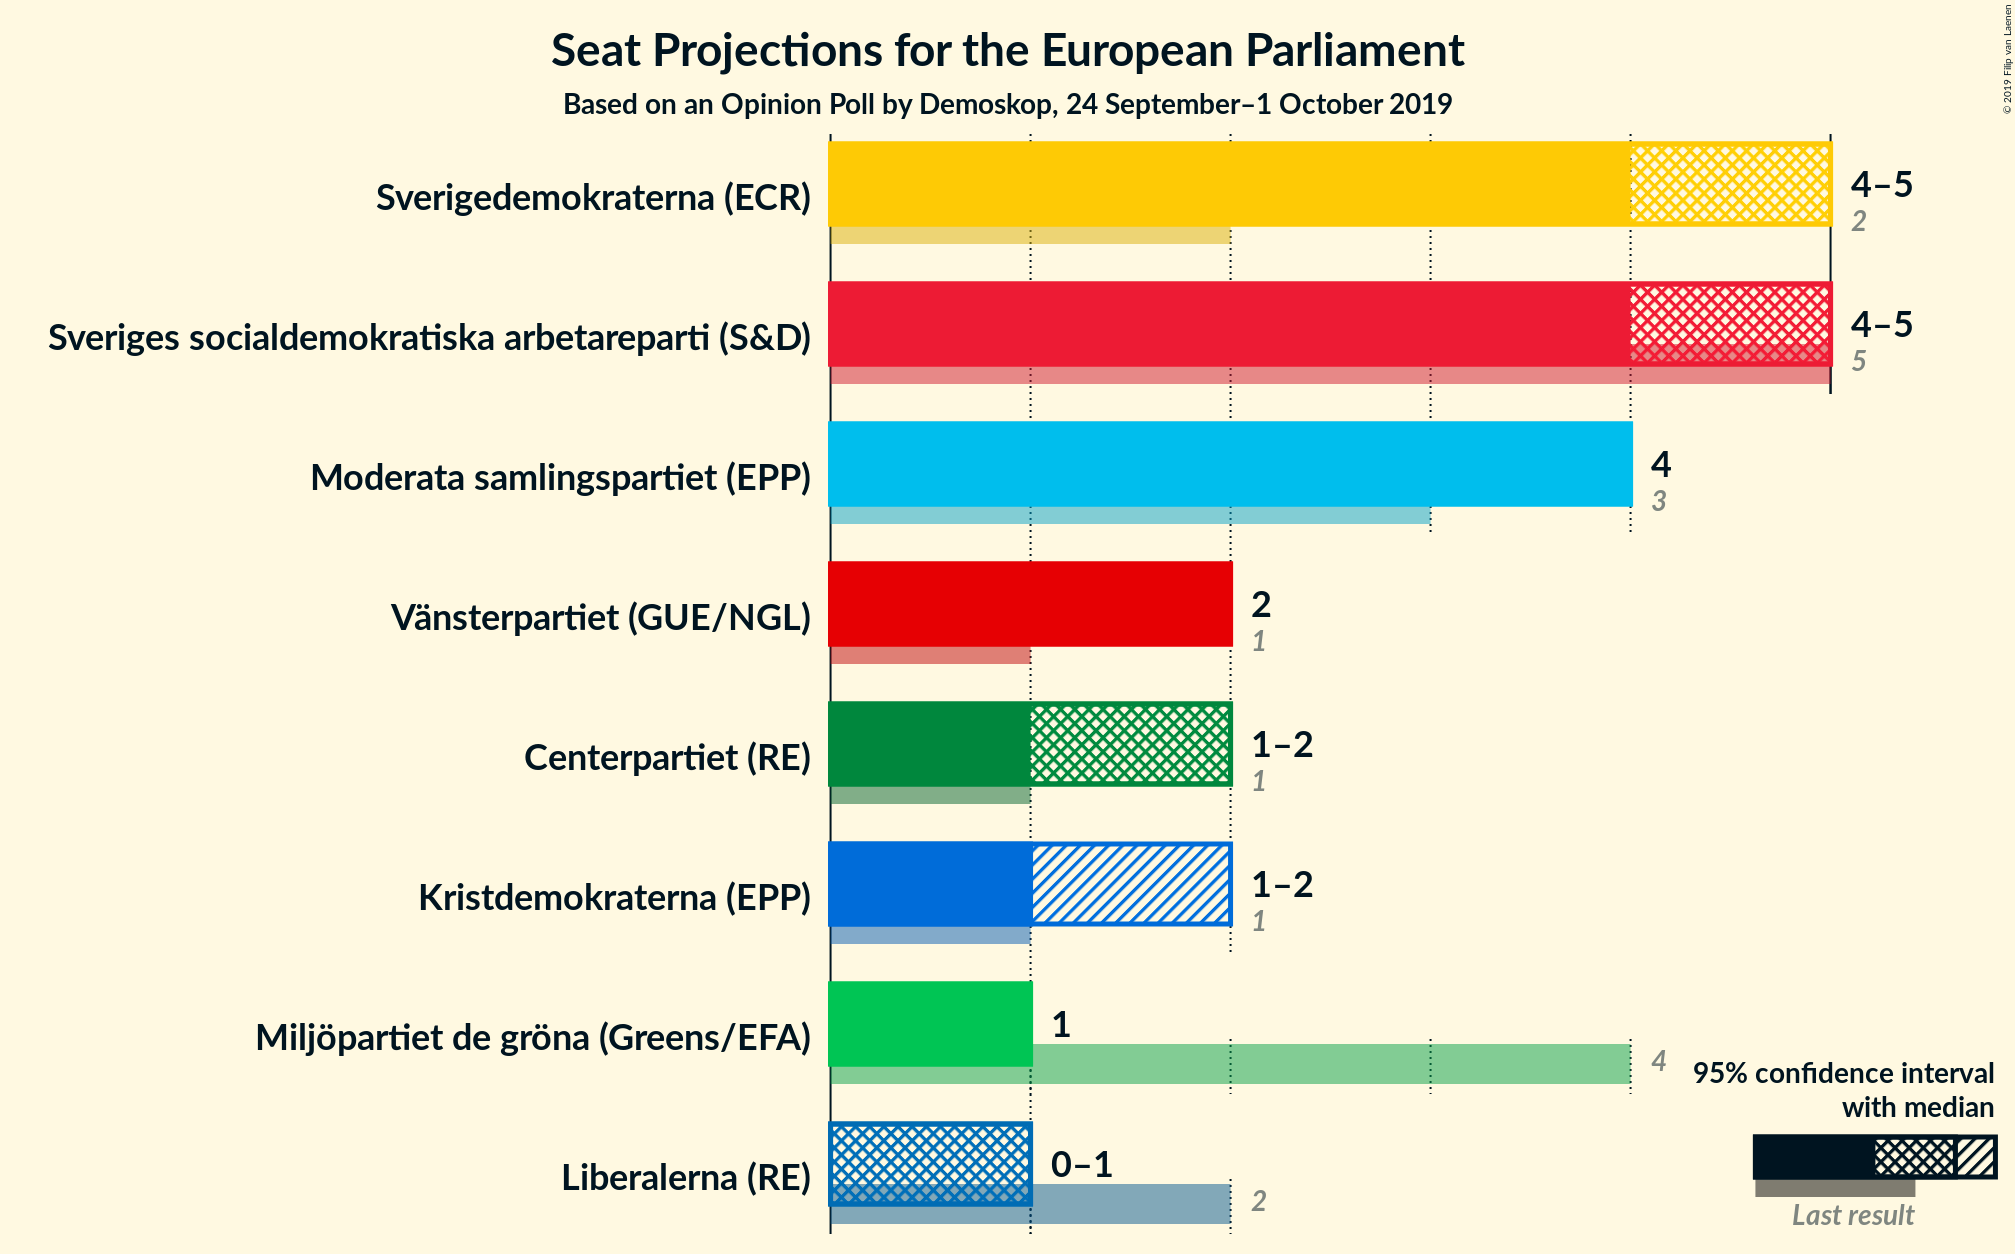 Seat Projections for the European Parliament
Based on an Opinion Poll by Demoskop, 24 September–1 October 2019
© 2019 Filip van Laenen
Sverigedemokraterna (ECR)
4–5
2
Sveriges socialdemokratiska arbetareparti (S&D)
4–5
5
Moderata samlingspartiet (EPP)
4
3
Vänsterpartiet (GUE/NGL)
2
1
Centerpartiet (RE)
1–2
1
Kristdemokraterna (EPP)
1–2
1
Miljöpartiet de gröna (Greens/EFA)
1
4
Liberalerna (RE)
0–1
2
95% confidence interval
with median
Last result